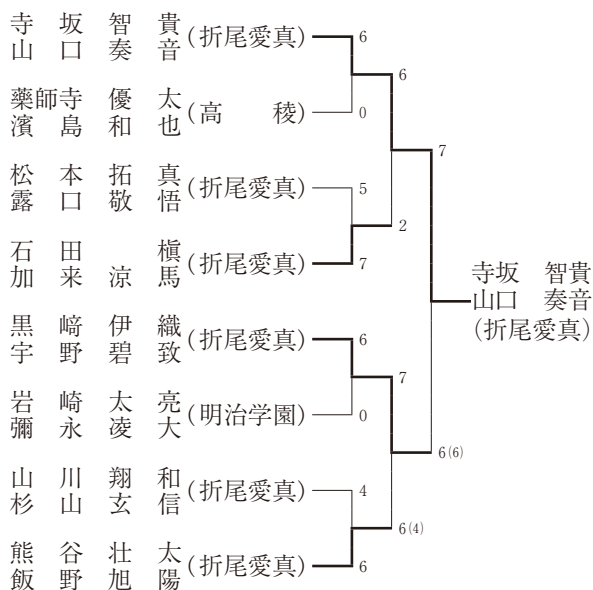 寺坂智貴
山口奏音
(折尾愛真)
6
藥師寺優太
濱島和也
(高稜)
0
6
松本拓真
露口敬悟
(折尾愛真)
5
石田槇
加来涼馬
(折尾愛真)
7
2
7
黒﨑伊織
宇野碧致
(折尾愛真)
6
岩崎太亮
彌永凌大
(明治学園)
0
7
山川翔和
杉山玄信
(折尾愛真)
4
熊谷壮太
飯野旭陽
(折尾愛真)
6
6(4)
6(6)
寺坂 智貴
山口 奏音
(折尾愛真)